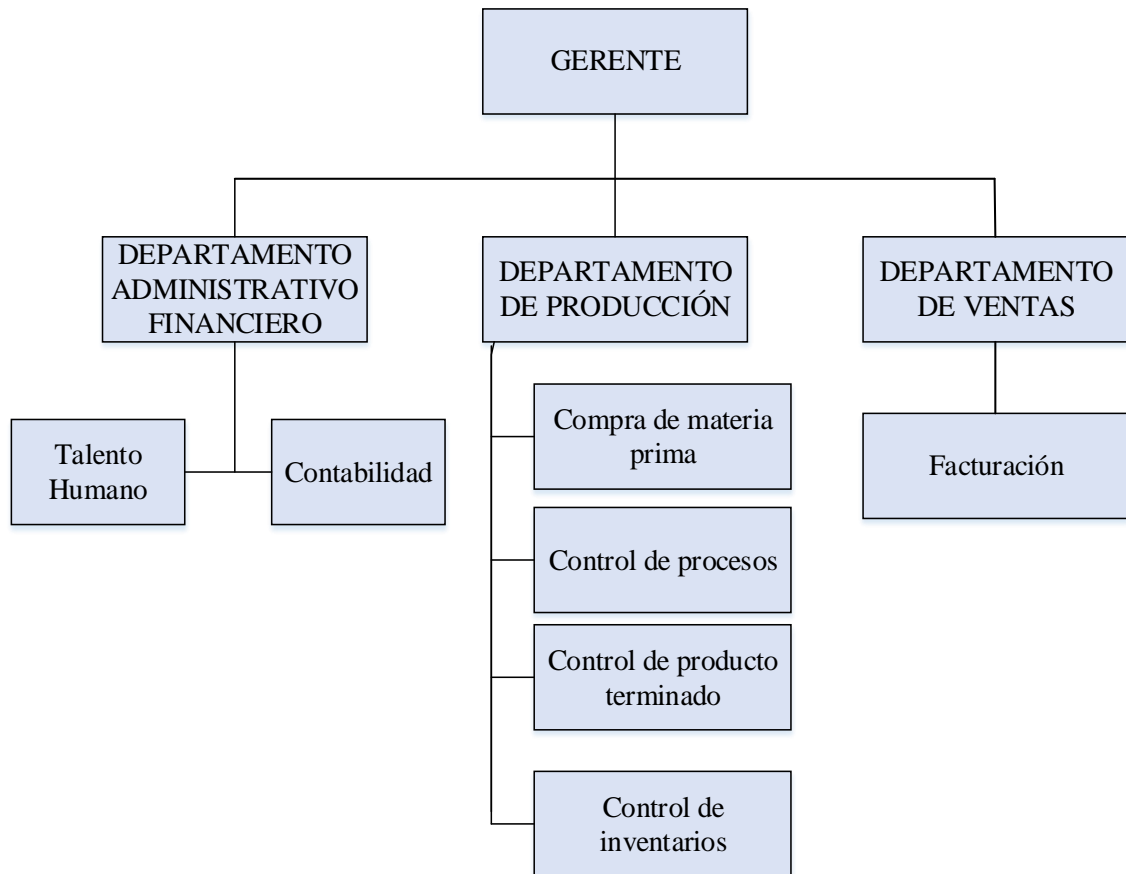 GERENTE
DEPARTAMENTO
ADMINISTRATIVO
FINANCIERO
DEPARTAMENTO
DE PRODUCCIÓN
DEPARTAMENTO
DE VENTAS
Talento
Humano
Contabilidad
Compra de materia
prima
Facturación
Control de procesos
Control de producto
terminado
Control de
inventarios